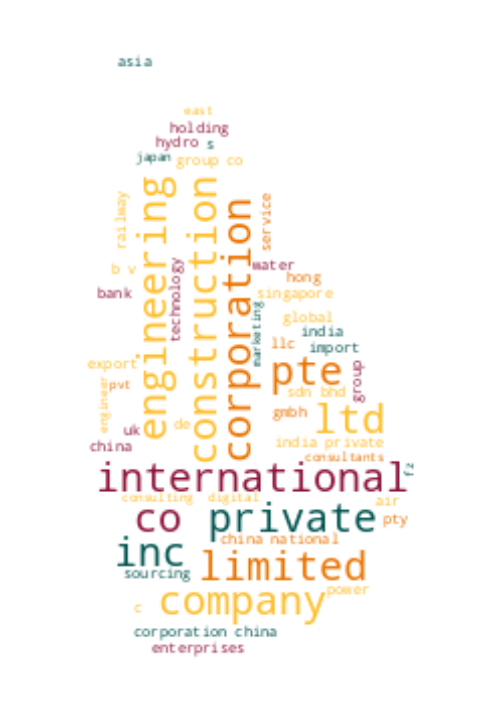 asia
east
holding
hydro s
japan group co
engineering
construction
corporation
railway
service
technology
b v
water
bank
hong
singapore
marketing
global
india
llc import
export
pte
group
pvt
engineer
sdn bhd
gmbh ltd
de
uk
india private
china
consultants
international
fz
consulting digital
air
co private
pty
china national
inc
limited
sourcing
power
c company
corporation china
enterprises